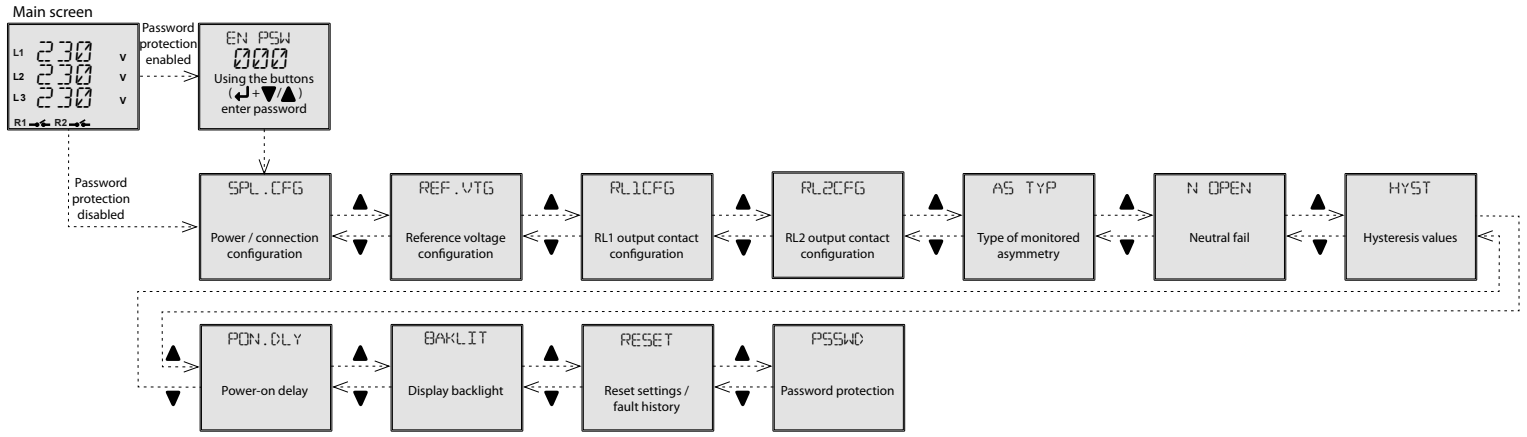 Main screen
L1 230 V
L2 230 V
L3 230 V
R1 R2
Password
protection
enabled
EN PSW
000
Using the buttons
(↵+▼/▲)
enter password
Password
protection
disabled
SPL.CFG
Power / connection
configuration
REF.VTG
Reference voltage
configuration
RL1CFG
RL1 output contact
configuration
RL2CFG
RL2 output contact
configuration
AS TYP
Type of monitored
asymmetry
N OPEN
Neutral fail
HYST
Hysteresis values
PON.DLY
Power-on delay
BAKLIT
Display backlight
RESET
Reset settings /
fault history
PSSWD
Password protection